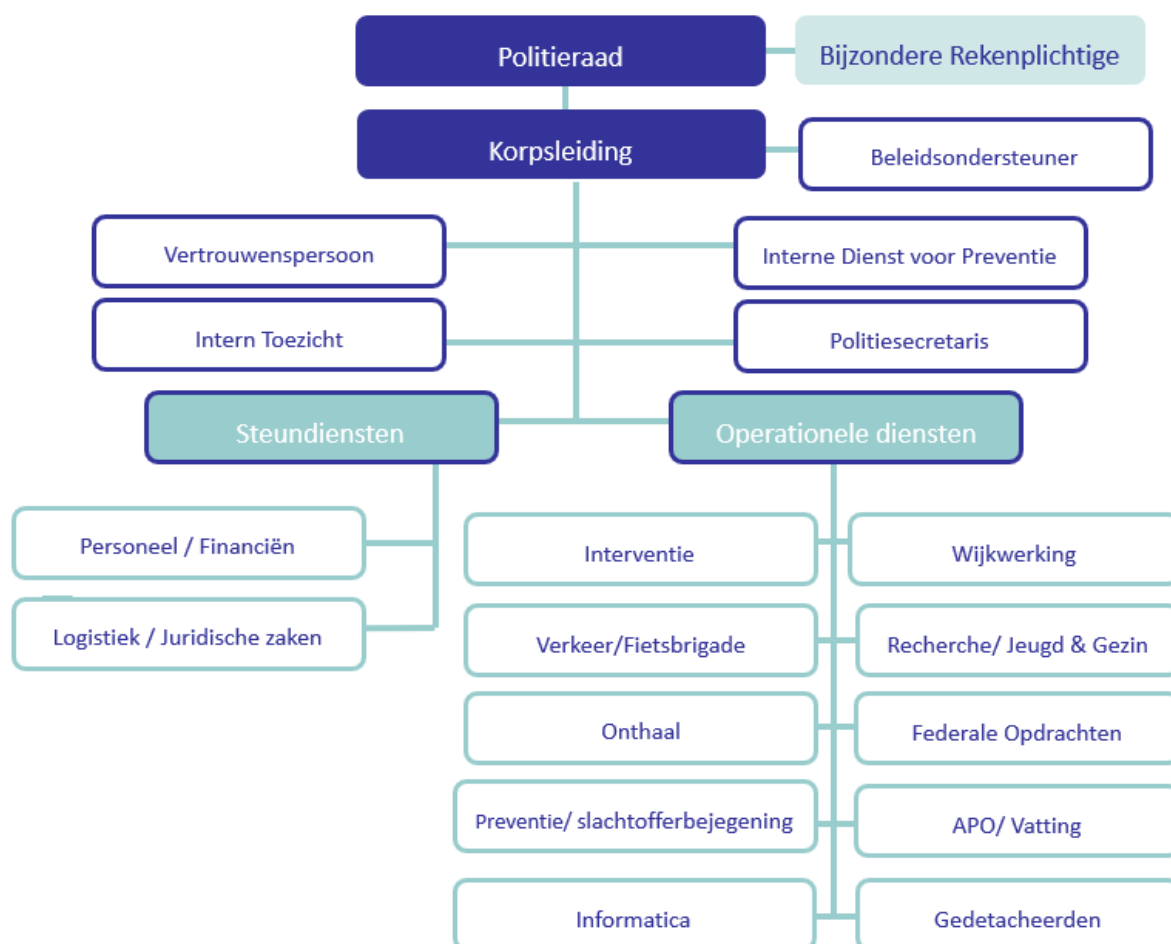 Politieraad
Bijzondere Rekenplichtige
Korpsleiding
Beleidsondersteuner
Vertrouwenspersoon
Interne Dienst voor Preventie
Intern Toezicht
Politiesecretaris
Steundiensten
Operationele diensten
Personeel / Financiën
Interventie
Wijkwerking
Logistiek / Juridische zaken
Verkeer/Fietsbrigade
Recherche/ Jeugd & Gezin
Onthaal
Federale Opdrachten
Preventie/ slachtofferbejegening
APO/ Vatting
Informatica
Gedetacheerden